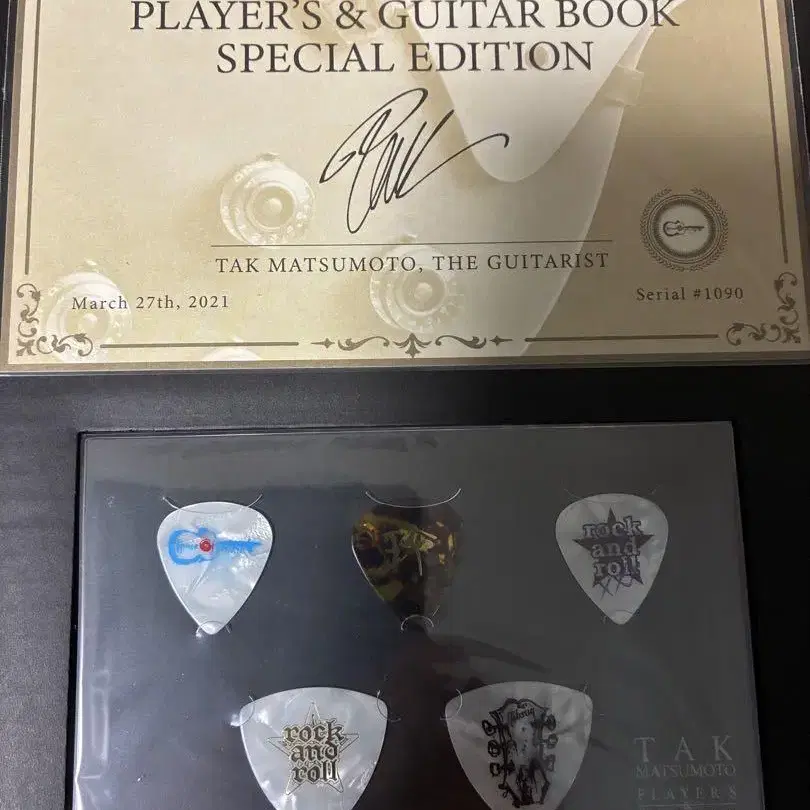 PLAYER'S & GUITAR BOOK
SPECIAL EDITION
TAK MATSUMOTO, THE GUITARIST
March 27th, 2021
Serial #1090
rock
and
roll
rock
and
roll
TAK
MATSUMOTO
PLAYER'S